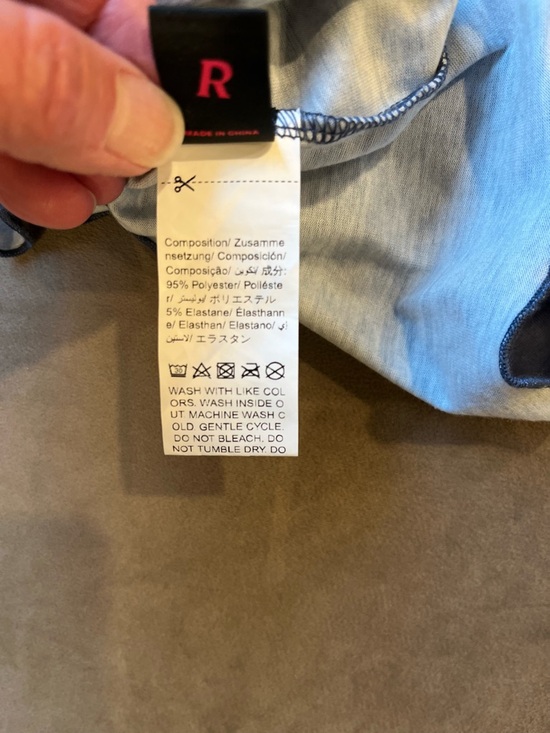 R
MADE IN CHINA
Composition/ Zusamme
nsetzung/ Composición/
Composição/ تكوين/ 成分:
95% Polyester/ Poliéste
r/ بوليستر/ ポリエステル
5% Elastane/ Élasthann
e/ Elasthan/ Elastano/ إي
لاستين/ エラスタン
30
WASH WITH LIKE COL
ORS. WASH INSIDE O
UT MACHINE WASH C
OLD GENTLE CYCLE.
DO NOT BLEACH. DO
NOT TUMBLE DRY. DO